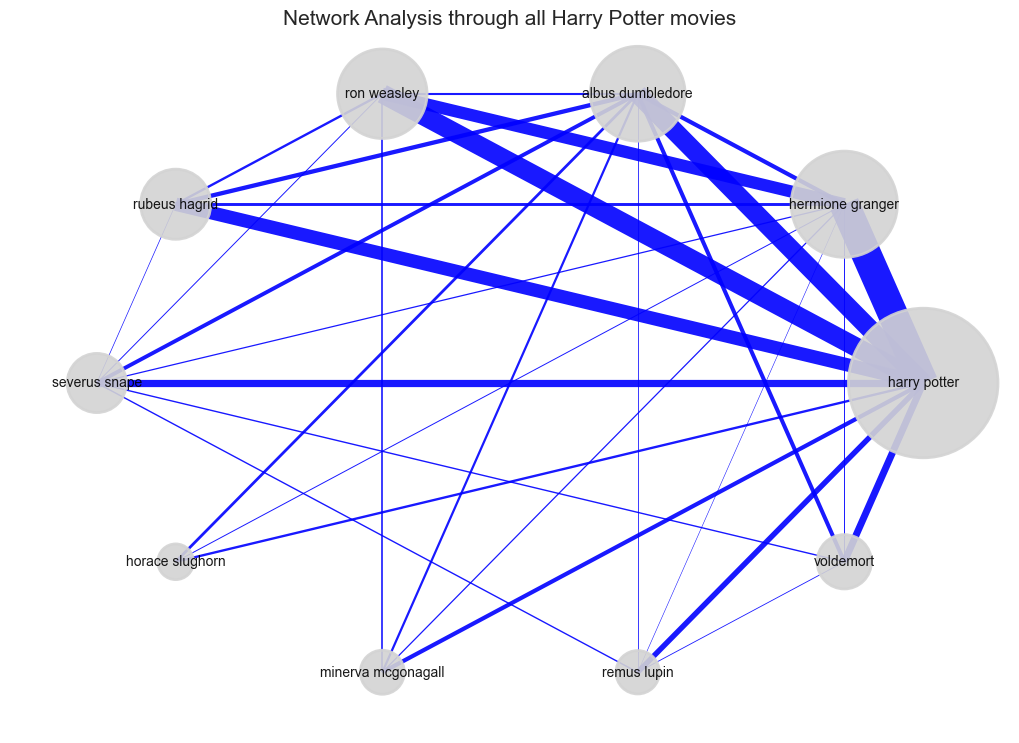 Network Analysis through all Harry Potter movies
ron weasley
albus dumbledore
rubeus hagrid
hermione granger
severus snape
harry potter
horace slughorn
voldemort
minerva mcgonagall
remus lupin